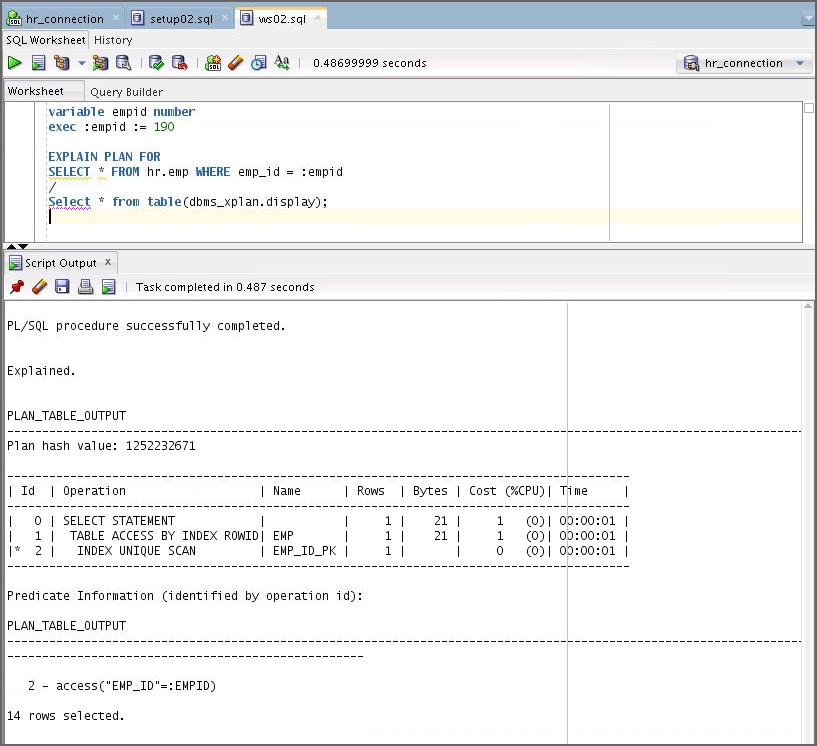 hr_connection setup02.sql ws02.sql
SQL Worksheet History
0.48699999 seconds hr_connection
Worksheet Query Builder
variable empid number
exec :empid := 190
EXPLAIN PLAN FOR
SELECT * FROM hr.emp WHERE emp_id = :empid
/
Select * from table(dbms_xplan.display);
Script Output x
Task completed in 0.487 seconds
PL/SQL procedure successfully completed.
Explained.
PLAN_TABLE_OUTPUT
--------------------------------------------------------------------------------
Plan hash value: 1252232671
-----------------------------------------------------------------------------------------
| Id  | Operation                   | Name      | Rows  | Bytes | Cost (%CPU)| Time     |
-----------------------------------------------------------------------------------------
|   0 | SELECT STATEMENT            |           |     1 |    21 |     1   (0)| 00:00:01 |
|   1 |  TABLE ACCESS BY INDEX ROWID| EMP       |     1 |    21 |     1   (0)| 00:00:01 |
|*  2 |   INDEX UNIQUE SCAN         | EMP_ID_PK |     1 |       |     0   (0)| 00:00:01 |
-----------------------------------------------------------------------------------------
Predicate Information (identified by operation id):
PLAN_TABLE_OUTPUT
--------------------------------------------------------------------------------
---------------------------------------------------
2 - access("EMP_ID"=:EMPID)
14 rows selected.